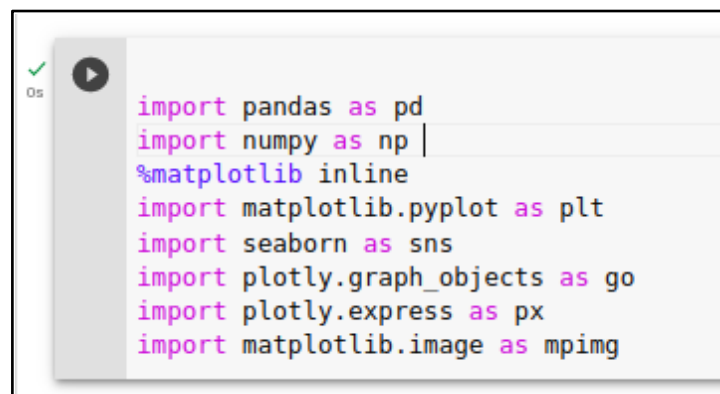 0s
import pandas as pd
import numpy as np
%matplotlib inline
import matplotlib.pyplot as plt
import seaborn as sns
import plotly.graph_objects as go
import plotly.express as px
import matplotlib.image as mpimg